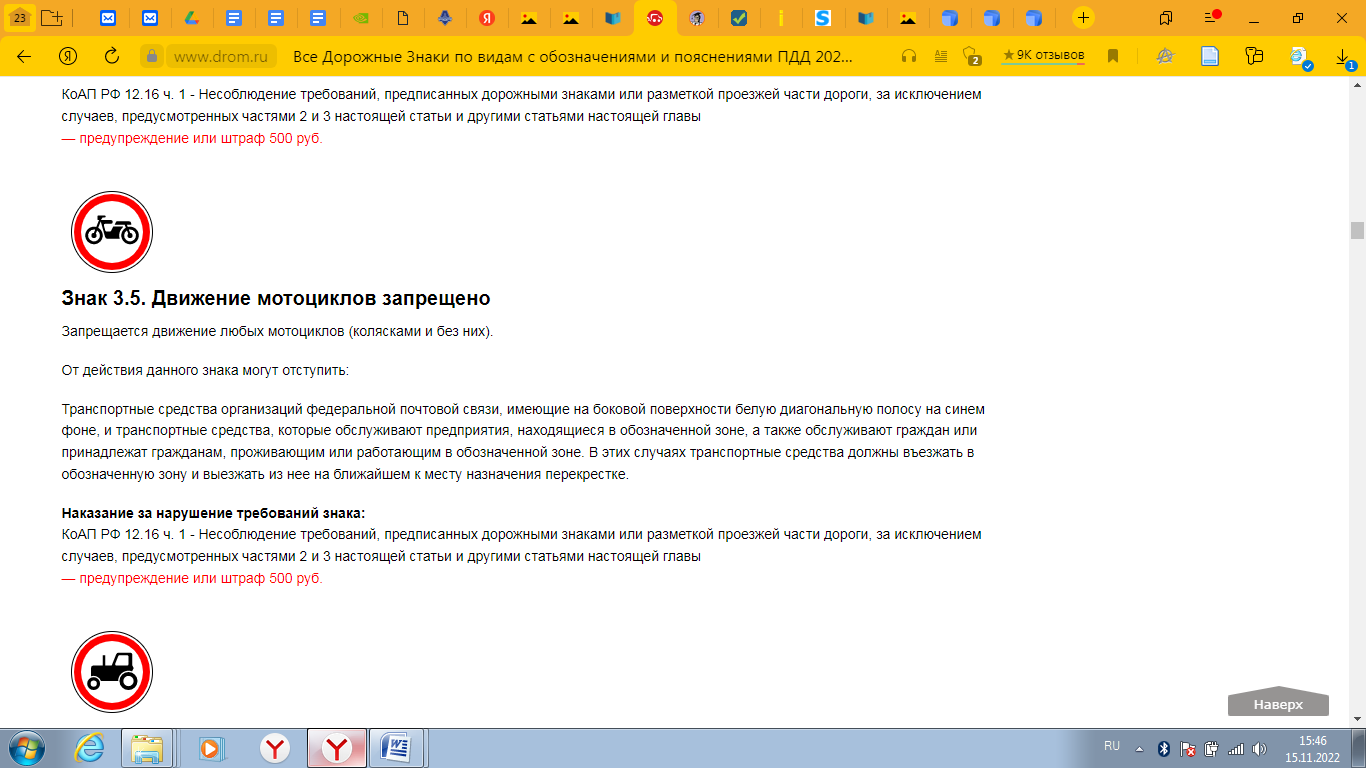 23
www.drom.ru
Все Дорожные Знаки по видам с обозначениями и пояснениями ПДД 202...
2
★ 9К отзывов
1
КоАП РФ 12.16 ч. 1 - Несоблюдение требований, предписанных дорожными знаками или разметкой проезжей части дороги, за исключением
случаев, предусмотренных частями 2 и 3 настоящей статьи и другими статьями настоящей главы
— предупреждение или штраф 500 руб.
Знак 3.5. Движение мотоциклов запрещено
Запрещается движение любых мотоциклов (колясками и без них).
От действия данного знака могут отступить:
Транспортные средства организаций федеральной почтовой связи, имеющие на боковой поверхности белую диагональную полосу на синем
фоне, и транспортные средства, которые обслуживают предприятия, находящиеся в обозначенной зоне, а также обслуживают граждан или
принадлежат гражданам, проживающим или работающим в обозначенной зоне. В этих случаях транспортные средства должны въезжать в
обозначенную зону и выезжать из нее на ближайшем к месту назначения перекрестке.
Наказание за нарушение требований знака:
КоАП РФ 12.16 ч. 1 - Несоблюдение требований, предписанных дорожными знаками или разметкой проезжей части дороги, за исключением
случаев, предусмотренных частями 2 и 3 настоящей статьи и другими статьями настоящей главы
— предупреждение или штраф 500 руб.
Наверх
RU
15:46
15.11.2022